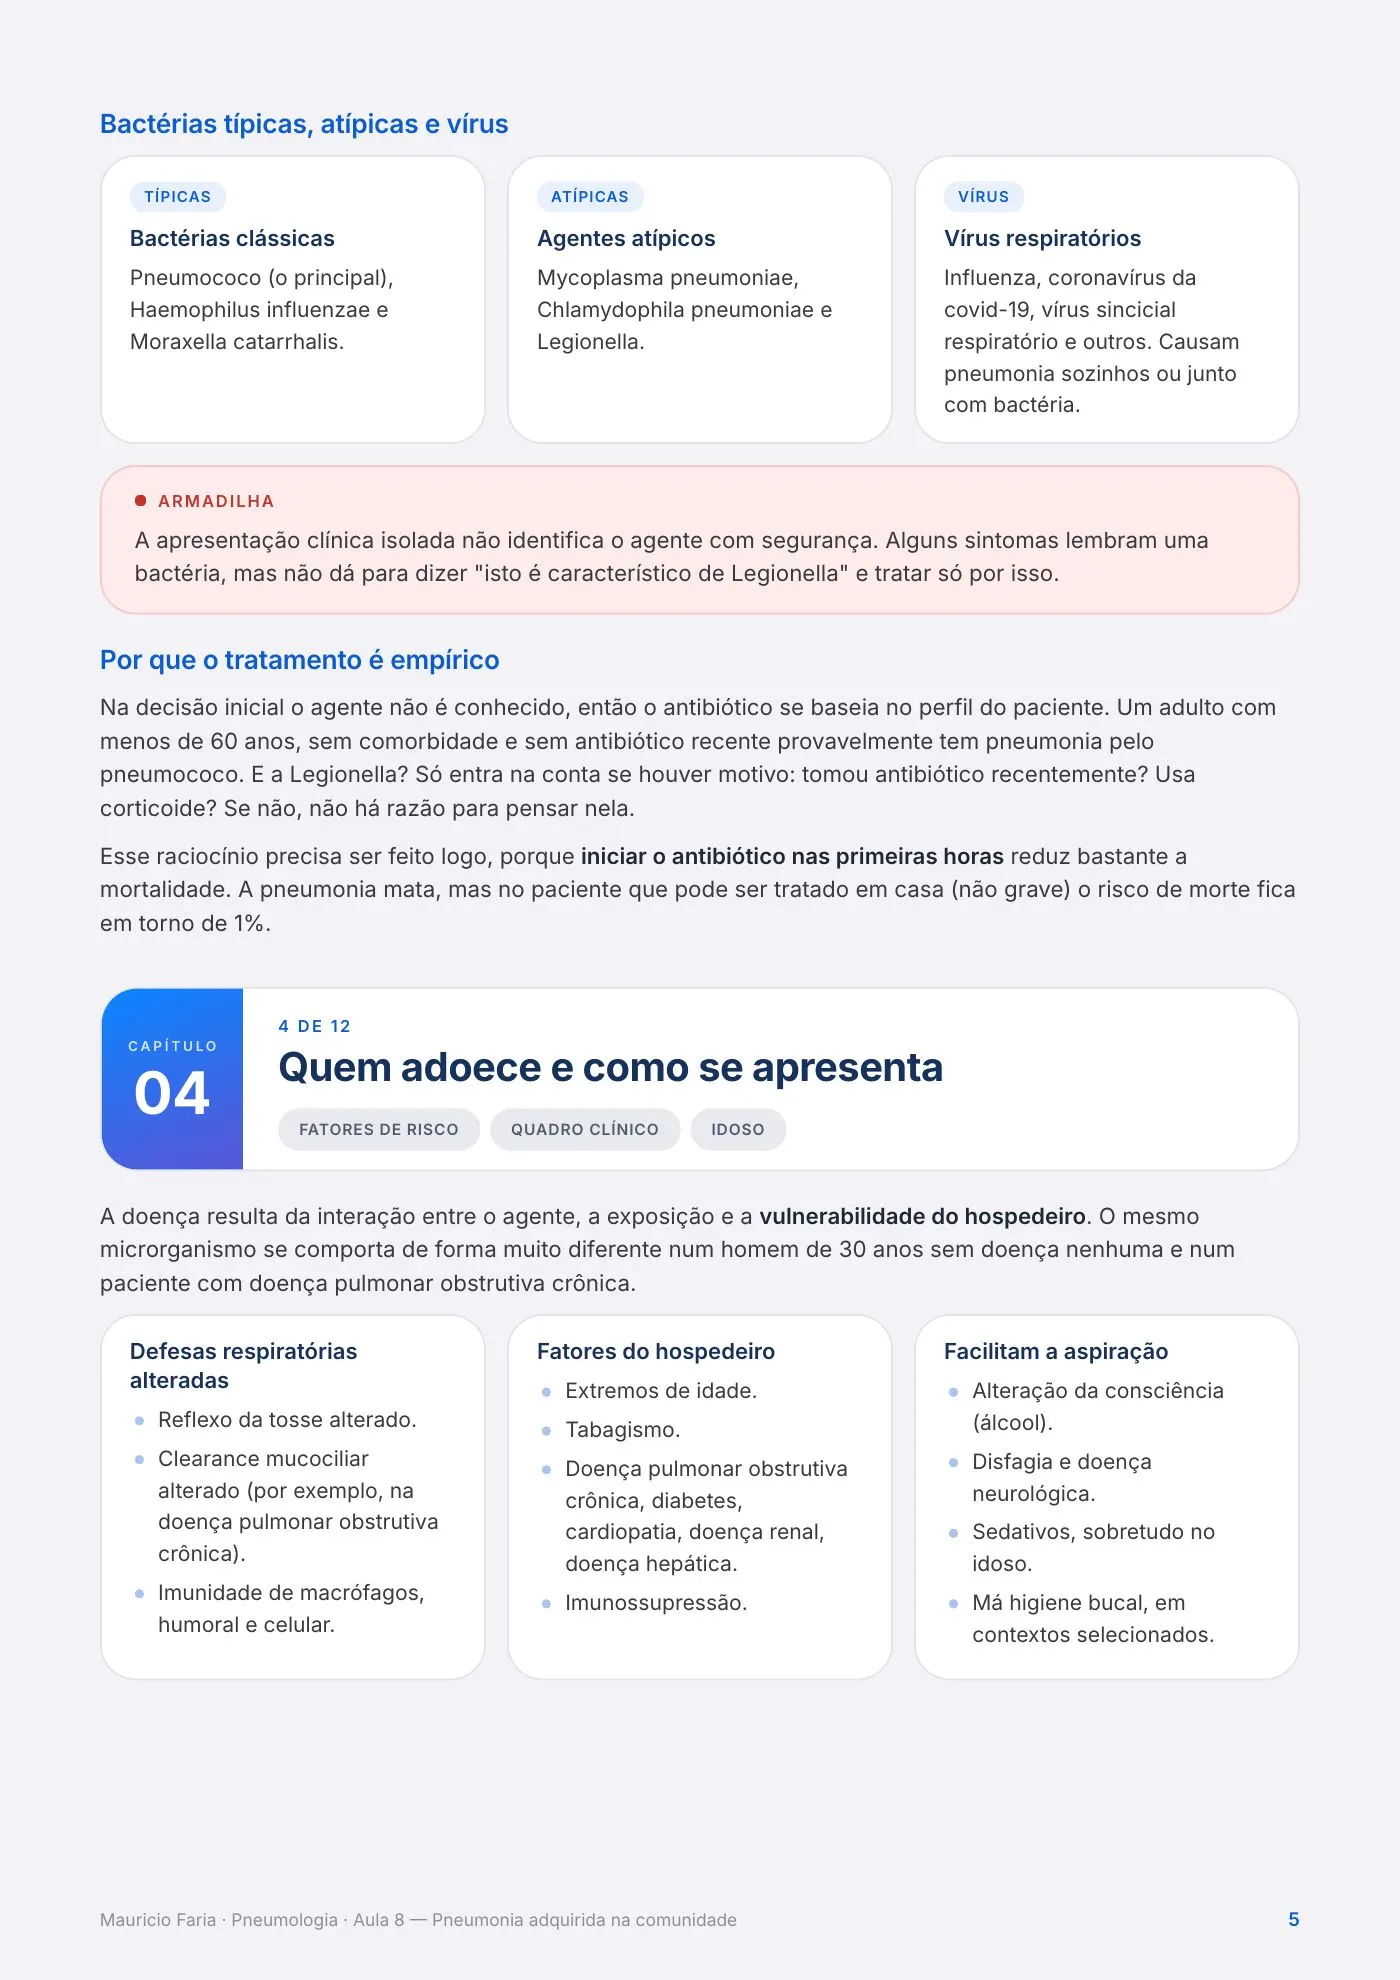 Bactérias típicas, atípicas e vírus
TÍPICAS
Bactérias clássicas
Pneumococo (o principal),
Haemophilus influenzae e
Moraxella catarrhalis.
ATÍPICAS
Agentes atípicos
Mycoplasma pneumoniae,
Chlamydophila pneumoniae e
Legionella.
VÍRUS
Vírus respiratórios
Influenza, coronavírus da
covid-19, vírus sincicial
respiratório e outros. Causam
pneumonia sozinhos ou junto
com bactéria.
ARMADILHA
A apresentação clínica isolada não identifica o agente com segurança. Alguns sintomas lembram uma
bactéria, mas não dá para dizer "isto é característico de Legionella" e tratar só por isso.
Por que o tratamento é empírico
Na decisão inicial o agente não é conhecido, então o antibiótico se baseia no perfil do paciente. Um adulto com
menos de 60 anos, sem comorbidade e sem antibiótico recente provavelmente tem pneumonia pelo
pneumococo. E a Legionella? Só entra na conta se houver motivo: tomou antibiótico recentemente? Usa
corticoide? Se não, não há razão para pensar nela.
Esse raciocínio precisa ser feito logo, porque iniciar o antibiótico nas primeiras horas reduz bastante a
mortalidade. A pneumonia mata, mas no paciente que pode ser tratado em casa (não grave) o risco de morte fica
em torno de 1%.
CAPÍTULO
04
4 DE 12
Quem adoece e como se apresenta
FATORES DE RISCO
QUADRO CLÍNICO
IDOSO
A doença resulta da interação entre o agente, a exposição e a vulnerabilidade do hospedeiro. O mesmo
microrganismo se comporta de forma muito diferente num homem de 30 anos sem doença nenhuma e num
paciente com doença pulmonar obstrutiva crônica.
Defesas respiratórias
alteradas
Reflexo da tosse alterado.
Clearance mucociliar
alterado (por exemplo, na
doença pulmonar obstrutiva
crônica).
Imunidade de macrófagos,
humoral e celular.
Fatores do hospedeiro
Extremos de idade.
Tabagismo.
Doença pulmonar obstrutiva
crônica, diabetes,
cardiopatia, doença renal,
doença hepática.
Imunossupressão.
Facilitam a aspiração
Alteração da consciência
(álcool).
Disfagia e doença
neurológica.
Sedativos, sobretudo no
idoso.
Má higiene bucal, em
contextos selecionados.
Mauricio Faria · Pneumologia · Aula 8 — Pneumonia adquirida na comunidade
5